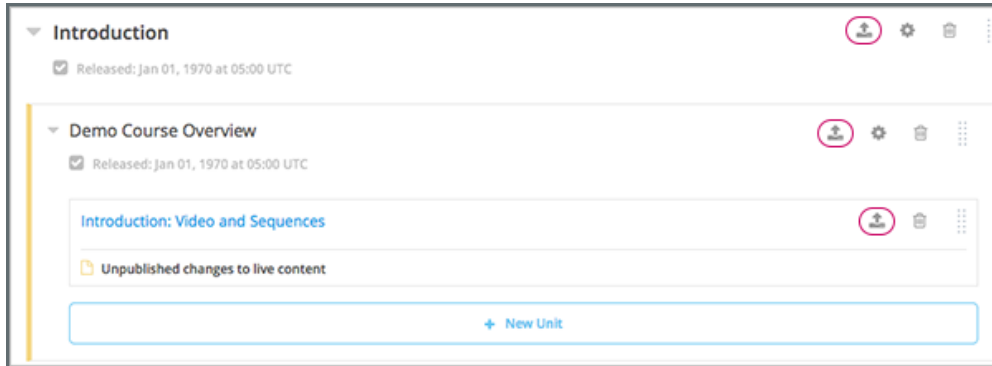 Introduction
Released: Jan 01, 1970 at 05:00 UTC
Demo Course Overview
Released: Jan 01, 1970 at 05:00 UTC
Introduction: Video and Sequences
Unpublished changes to live content
+ New Unit